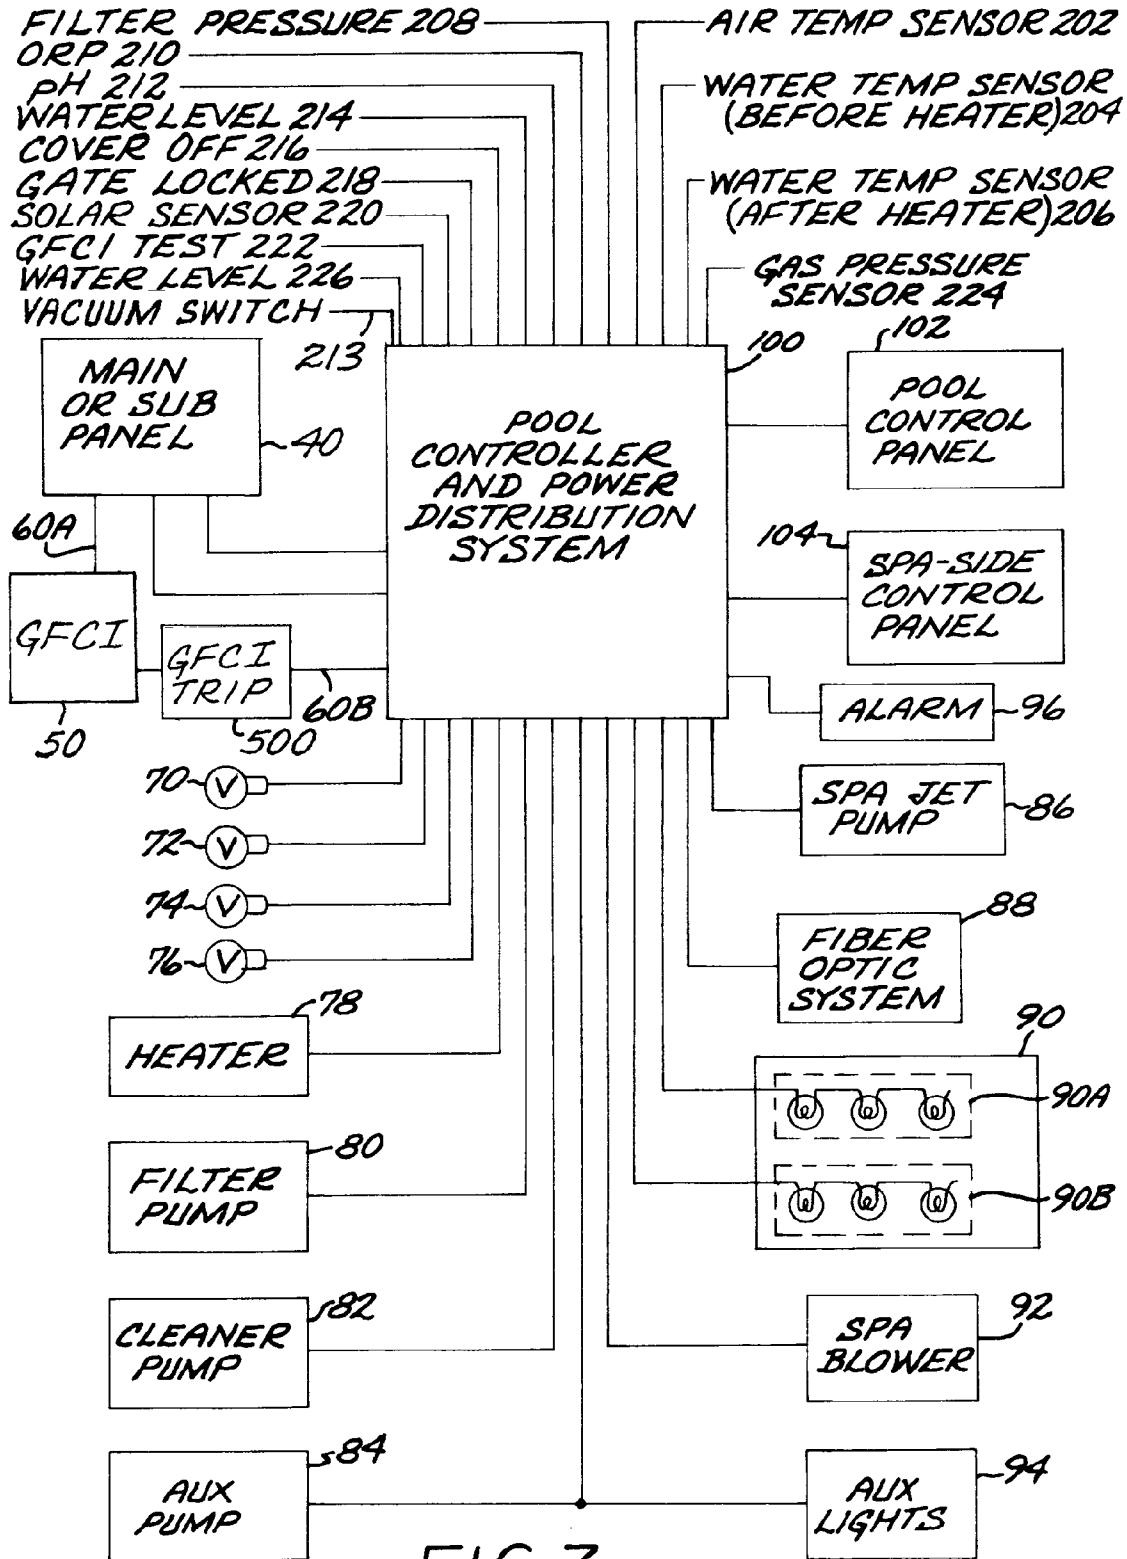 FILTER PRESSURE 208
ORP 210
pH 212
WATER LEVEL 214
COVER OFF 216
GATE LOCKED 218
SOLAR SENSOR 220
GFCI TEST 222
WATER LEVEL 226
VACUUM SWITCH
213
AIR TEMP SENSOR 202
WATER TEMP SENSOR
(BEFORE HEATER) 204
WATER TEMP SENSOR
(AFTER HEATER) 206
GAS PRESSURE
SENSOR 224
100
102
MAIN
OR SUB
PANEL
40
POOL
CONTROLLER
AND POWER
DISTRIBUTION
SYSTEM
POOL
CONTROL
PANEL
60A
104
SPA-SIDE
CONTROL
PANEL
GFCI
50
GFCI
TRIP
500
60B
ALARM
96
70
V
72
V
74
V
76
V
SPA JET
PUMP
86
88
FIBER
OPTIC
SYSTEM
78
HEATER
90
90A
90B
80
FILTER
PUMP
82
CLEANER
PUMP
92
SPA
BLOWER
84
AUX
PUMP
94
AUX
LIGHTS